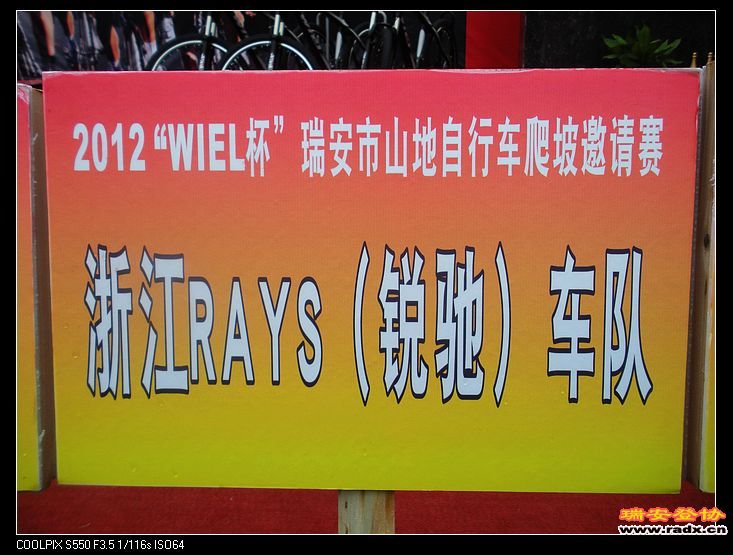 2012“WIEL杯”瑞安市山地自行车爬坡邀请赛
浙江RAYS（锐驰）车队
瑞安登协
www.radx.cn
COOLPIX S550 F3.5 1/116s ISO64